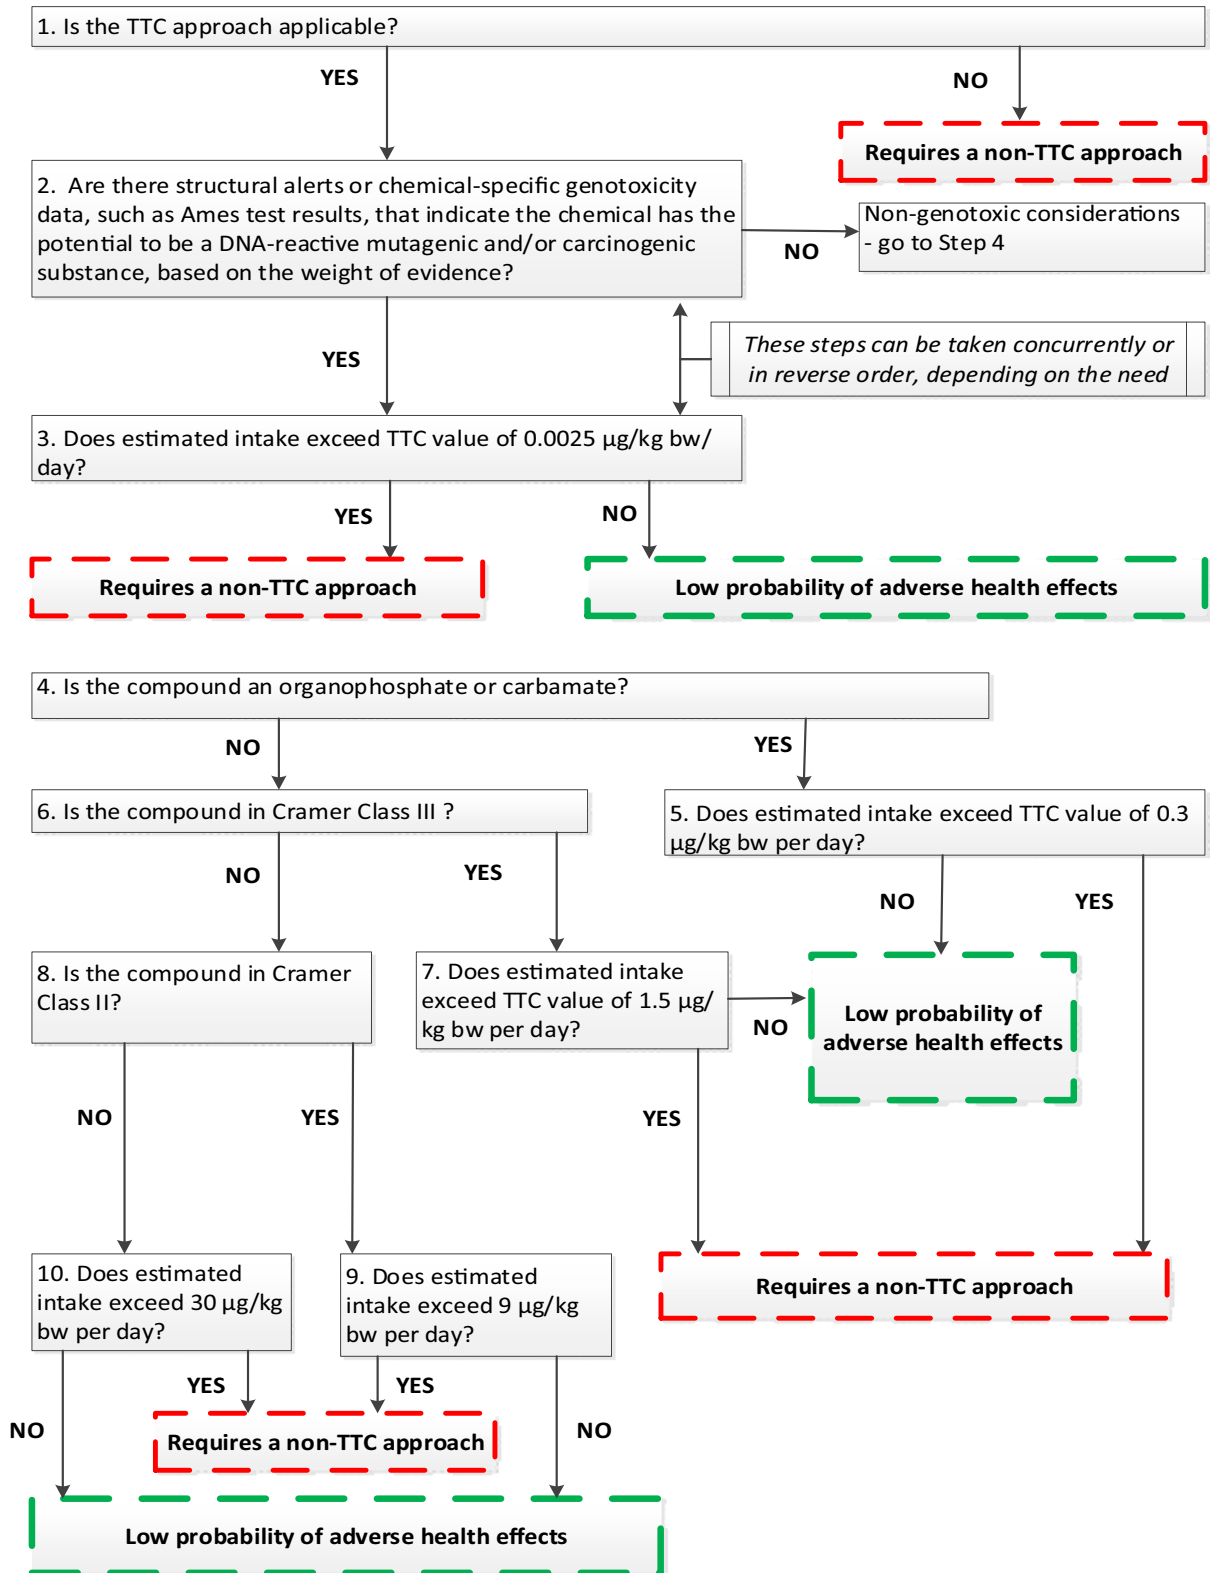 1. Is the TTC approach applicable?
YES
NO
Requires a non-TTC approach
2.  Are there structural alerts or chemical-specific genotoxicity
data, such as Ames test results, that indicate the chemical has the
potential to be a DNA-reactive mutagenic and/or carcinogenic
substance, based on the weight of evidence?
NO
Non-genotoxic considerations
- go to Step 4
YES
These steps can be taken concurrently or
in reverse order, depending on the need
3. Does estimated intake exceed TTC value of 0.0025 µg/kg bw/
day?
YES
NO
Requires a non-TTC approach
Low probability of adverse health effects
4. Is the compound an organophosphate or carbamate?
NO
YES
6. Is the compound in Cramer Class III ?
5. Does estimated intake exceed TTC value of 0.3
µg/kg bw per day?
NO
YES
NO
YES
8. Is the compound in Cramer
Class II?
7. Does estimated intake
exceed TTC value of 1.5 µg/
kg bw per day?
NO
Low probability of
adverse health effects
NO
YES
YES
10. Does estimated
intake exceed 30 µg/kg
bw per day?
9. Does estimated
intake exceed 9 µg/kg
bw per day?
Requires a non-TTC approach
YES
YES
NO
NO
Requires a non-TTC approach
Low probability of adverse health effects